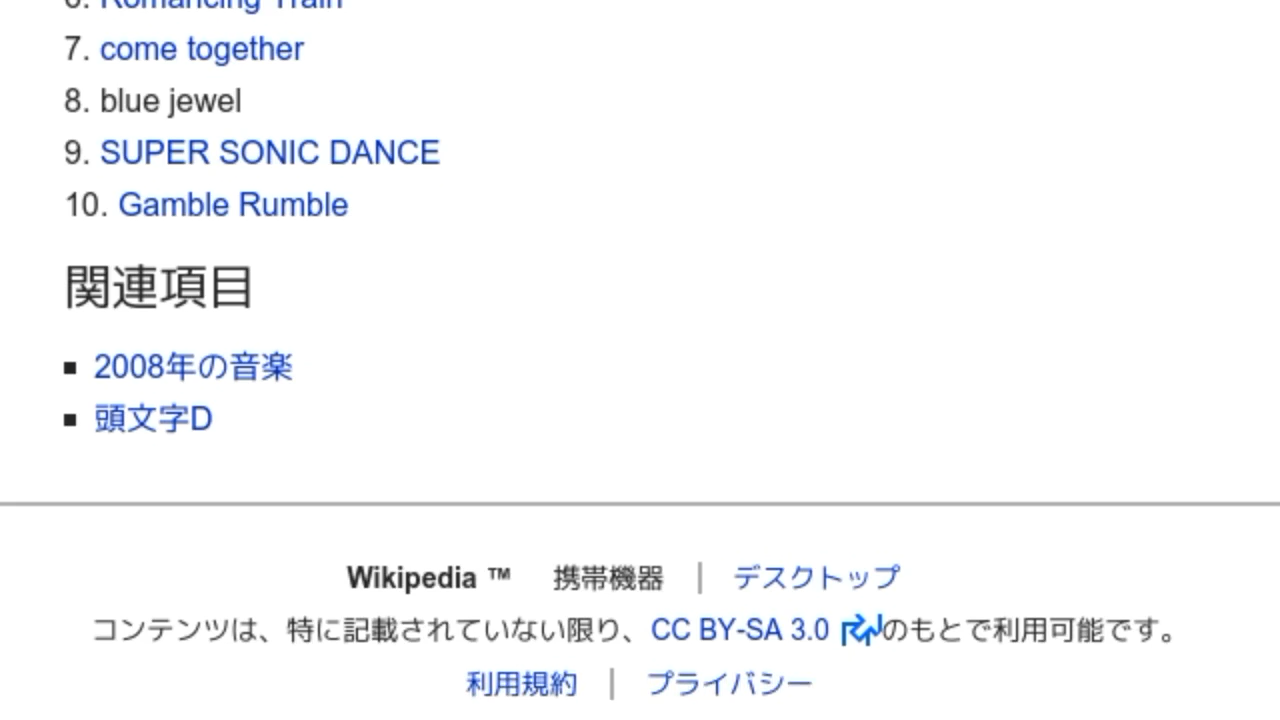 6. Romancing Train
7. come together
8. blue jewel
9. SUPER SONIC DANCE
10. Gamble Rumble
関連項目
2008年の音楽
頭文字D
Wikipedia ™ 携帯機器 | デスクトップ
コンテンツは、特に記載されていない限り、CC BY-SA 3.0 のもとで利用可能です。
利用規約 | プライバシー